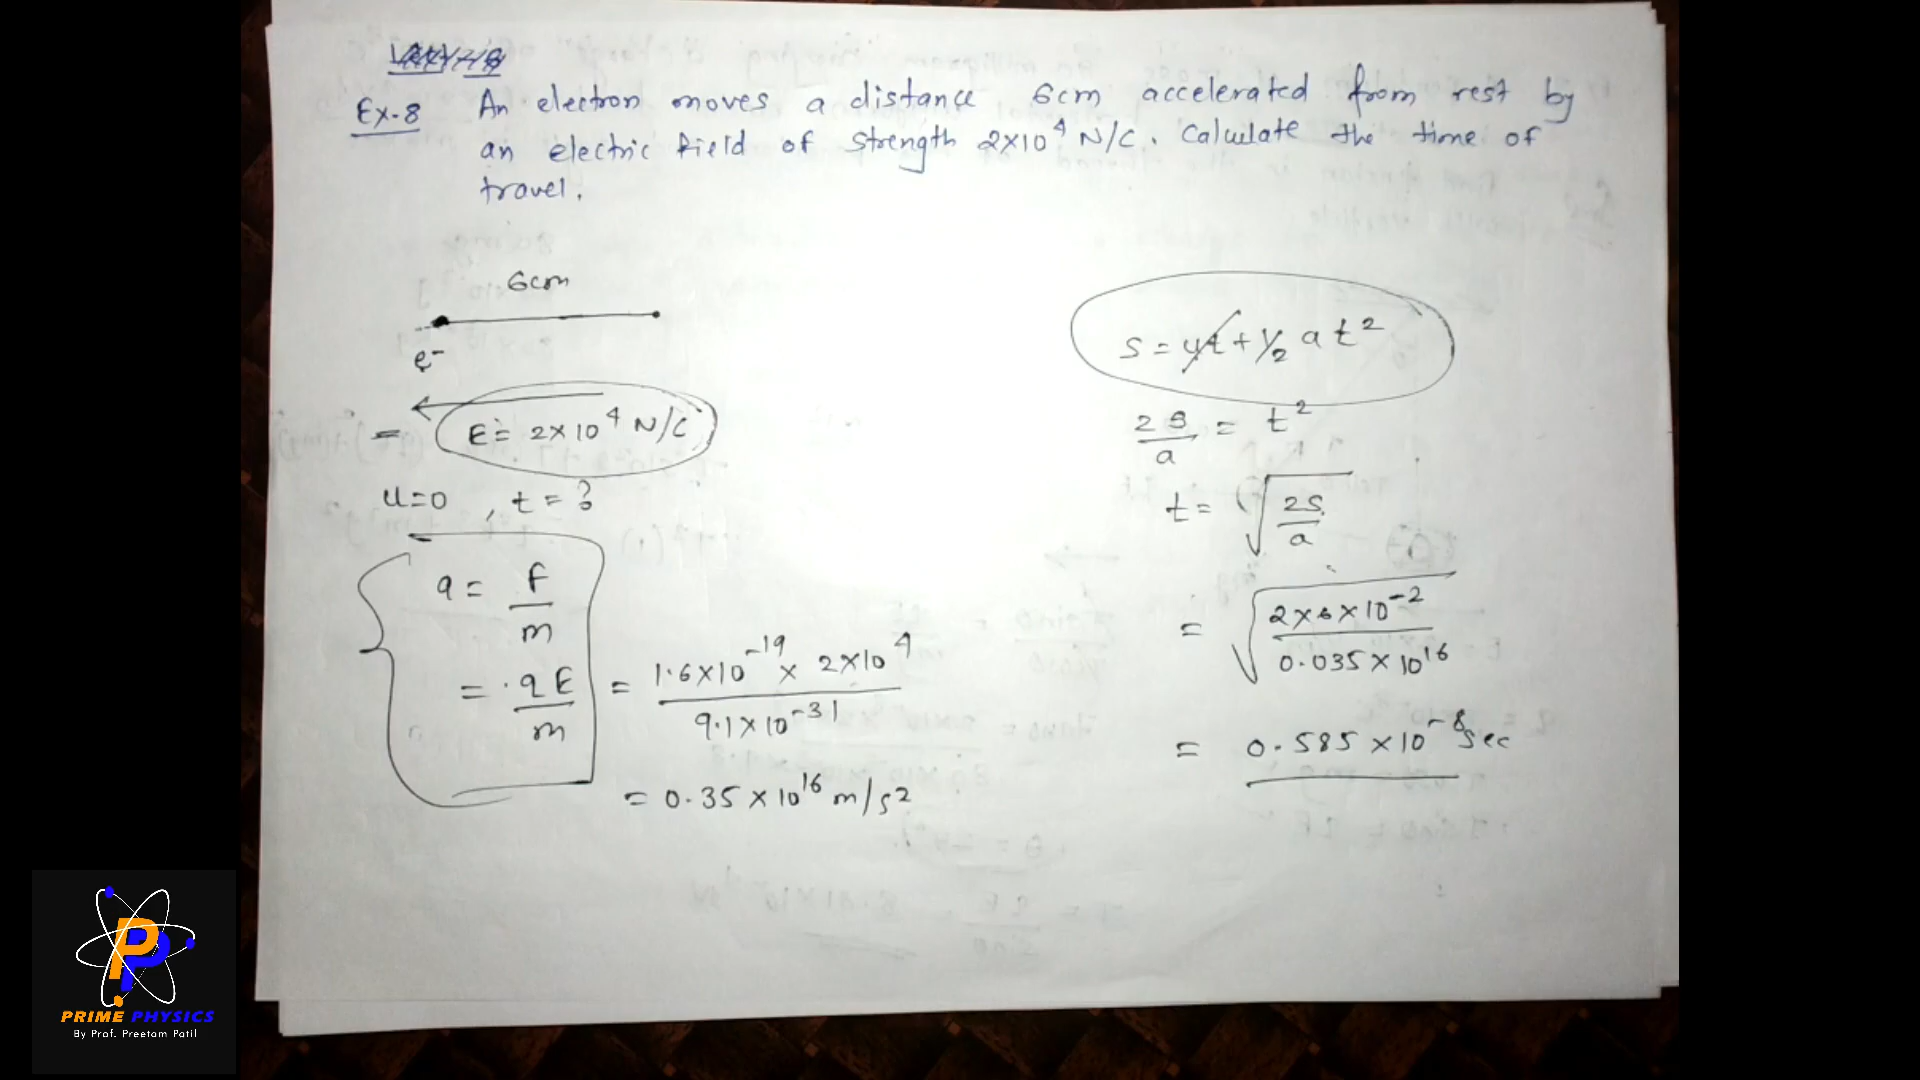 Ex-8 An electron moves a distance 6cm accelerated from rest by
an electric field of strength 2×10⁴ N/C. Calculate the time of
travel.
6cm
e⁻
= E = 2×10⁴ N/C
u=0 , t = ?
a = F/m
= qE/m = 1.6×10⁻¹⁹ × 2×10⁴ / 9.1×10⁻³¹
= 0.35 × 10¹⁶ m/s²
s = ut + ½ at²
2s/a = t²
t = √(2s/a)
= √(2×6×10⁻² / 0.035×10¹⁶)
= 0.585 ×10⁻⁸ sec
PRIME PHYSICS
By Prof. Preetam Patil